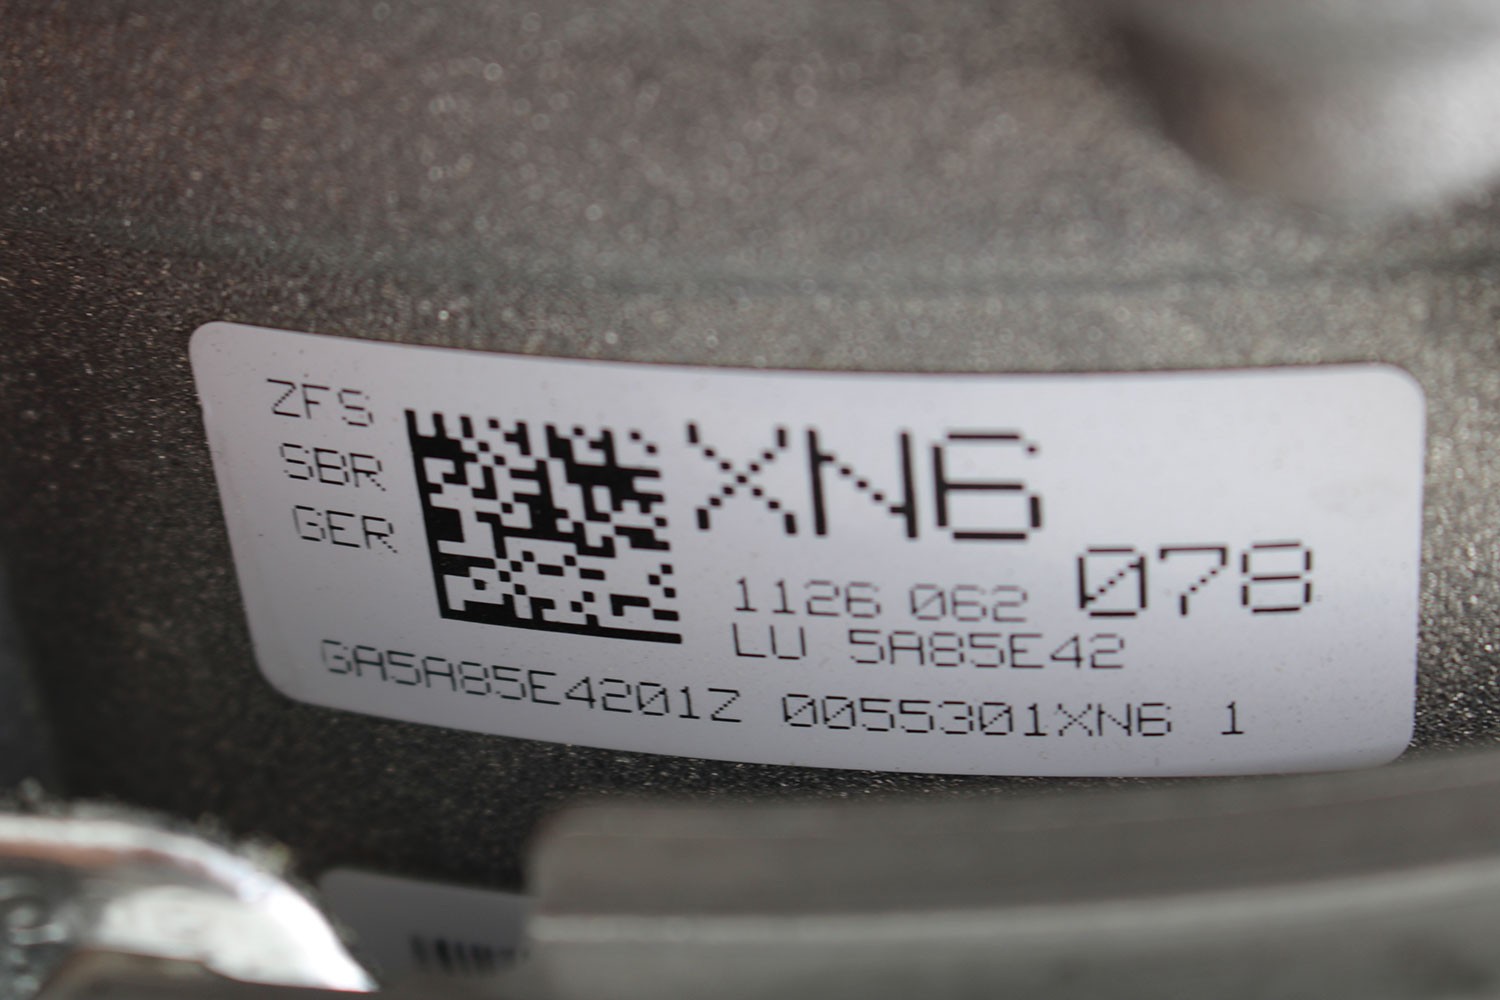 ZFS
SBR
GER
XN6
078
1126 062
LU 5A85E42
GA5A85E4201Z 0055301XN6 1